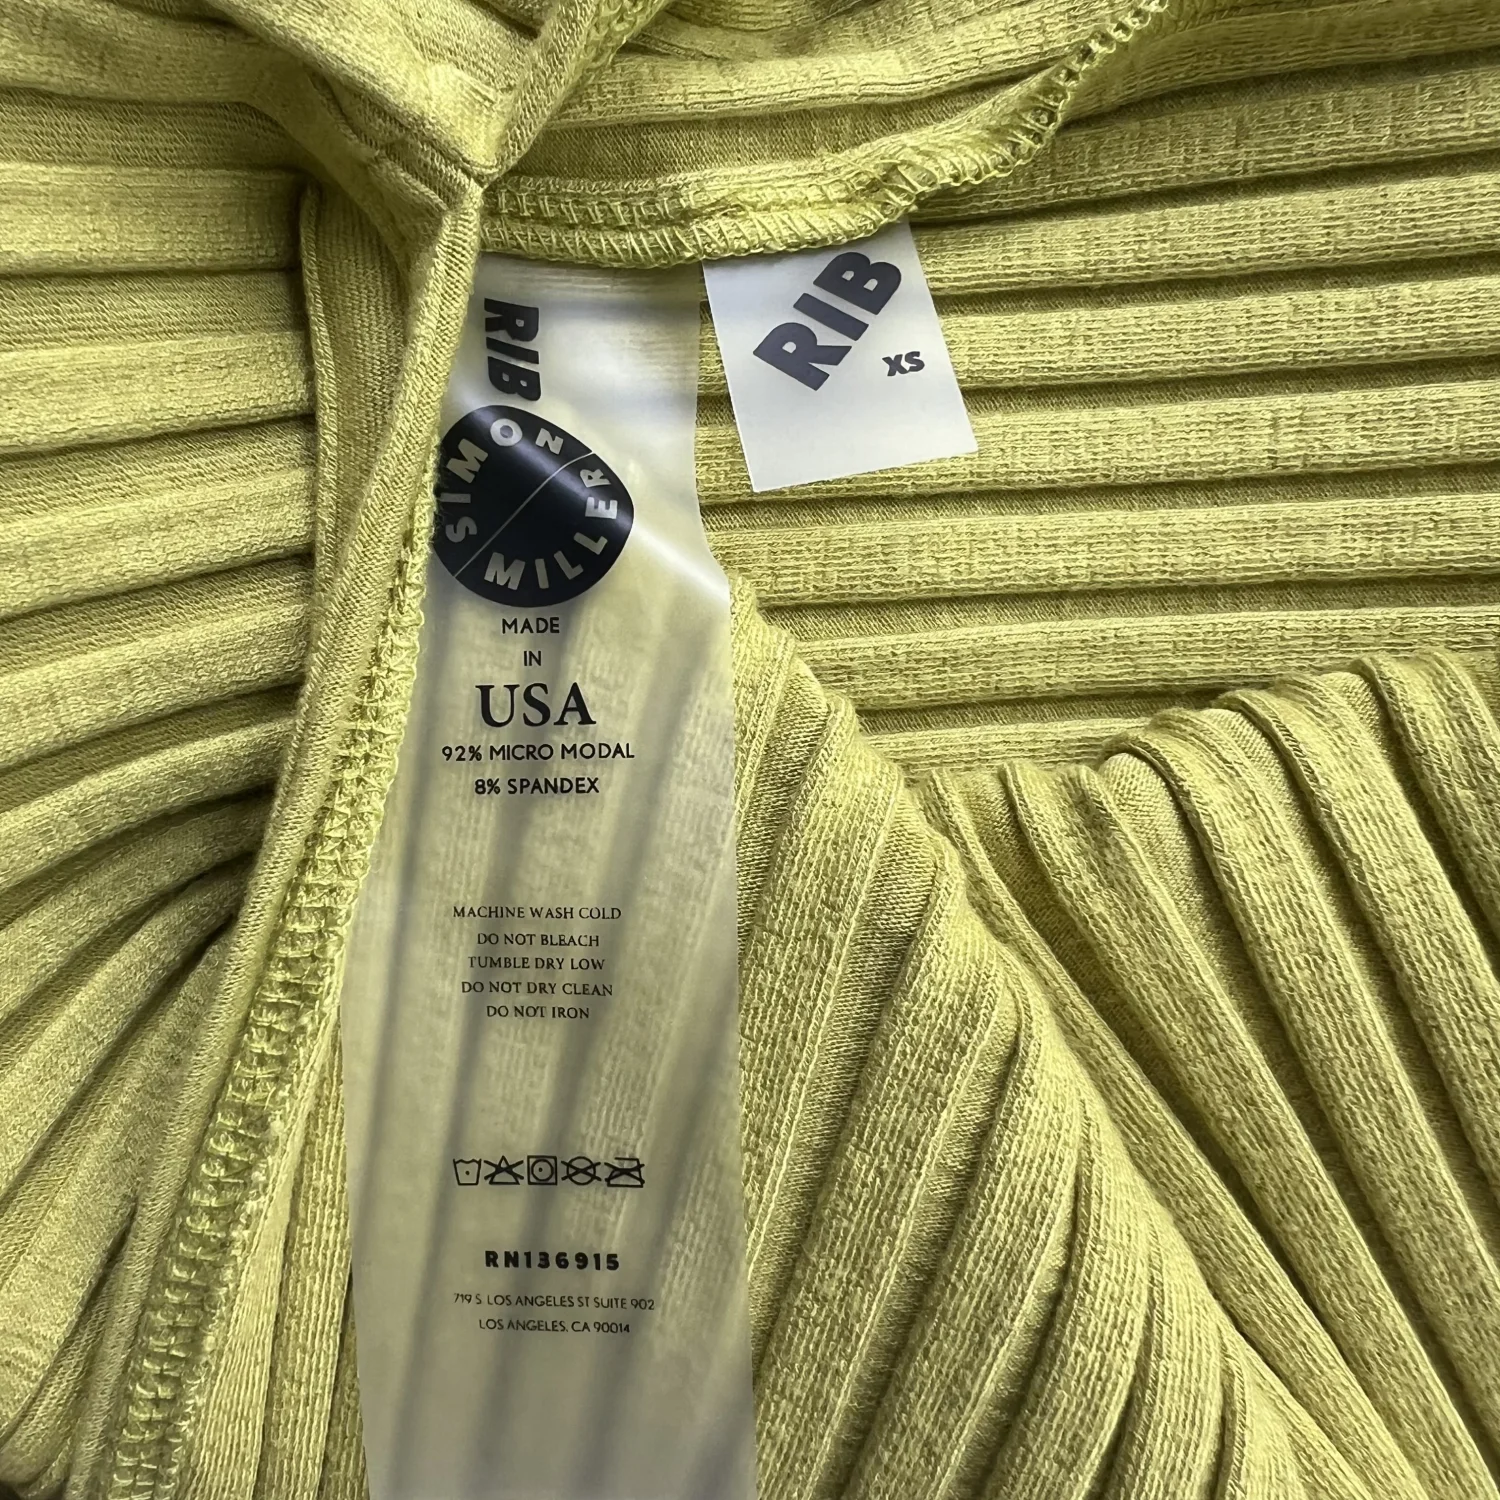 RIB
SIMON
MILLER
MADE
IN
USA
92% MICRO MODAL
8% SPANDEX
MACHINE WASH COLD
DO NOT BLEACH
TUMBLE DRY LOW
DO NOT DRY CLEAN
DO NOT IRON
RN136915
719 S LOS ANGELES ST SUITE 902
LOS ANGELES, CA 90014
RIB
XS